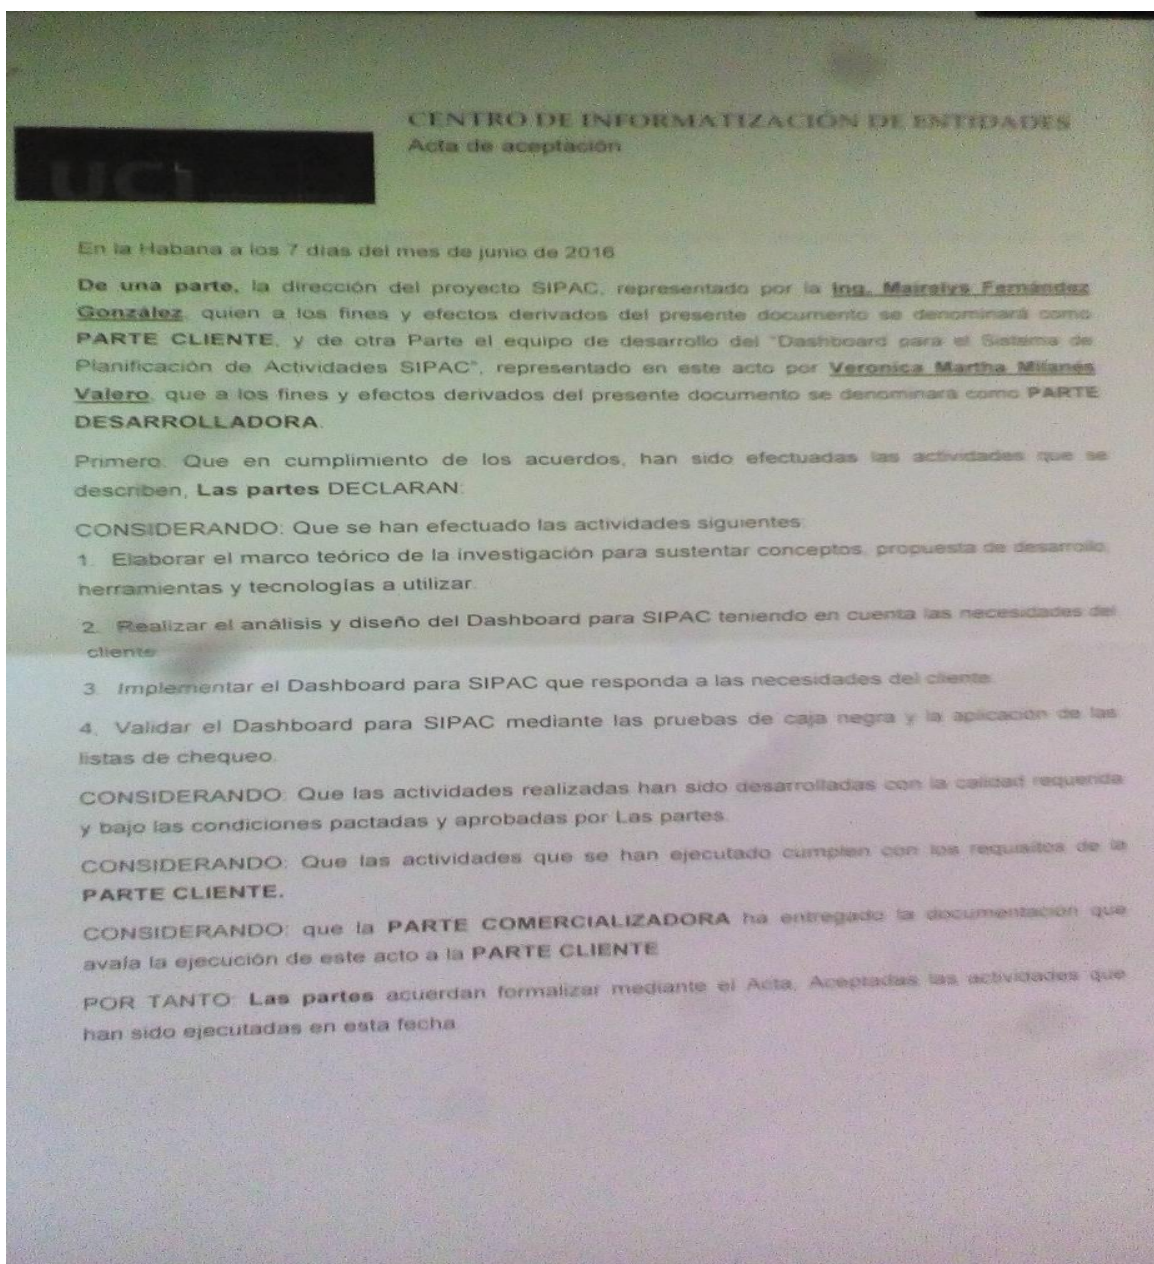 CENTRO DE INFORMATIZACIÓN DE ENTIDADES
Acta de aceptación
UCi
En la Habana a los 7 días del mes de junio de 2016
De una parte, la dirección del proyecto SIPAC, representado por la Ing. Mairelys Fernández
González, quien a los fines y efectos derivados del presente documento se denominará como
PARTE CLIENTE, y de otra Parte el equipo de desarrollo del "Dashboard para el Sistema de
Planificación de Actividades SIPAC", representado en este acto por Veronica Martha Milanés
Valero, que a los fines y efectos derivados del presente documento se denominará como PARTE
DESARROLLADORA.
Primero: Que en cumplimiento de los acuerdos, han sido efectuadas las actividades que se
describen, Las partes DECLARAN:
CONSIDERANDO: Que se han efectuado las actividades siguientes:
1. Elaborar el marco teórico de la investigación para sustentar conceptos, propuesta de desarrollo,
herramientas y tecnologías a utilizar.
2. Realizar el análisis y diseño del Dashboard para SIPAC teniendo en cuenta las necesidades del
cliente.
3. Implementar el Dashboard para SIPAC que responda a las necesidades del cliente.
4. Validar el Dashboard para SIPAC mediante las pruebas de caja negra y la aplicación de las
listas de chequeo.
CONSIDERANDO: Que las actividades realizadas han sido desarrolladas con la calidad requerida
y bajo las condiciones pactadas y aprobadas por Las partes.
CONSIDERANDO: Que las actividades que se han ejecutado cumplen con los requisitos de la
PARTE CLIENTE.
CONSIDERANDO: que la PARTE COMERCIALIZADORA ha entregado la documentación que
avala la ejecución de este acto a la PARTE CLIENTE
POR TANTO: Las partes acuerdan formalizar mediante el Acta, Aceptadas las actividades que
han sido ejecutadas en esta fecha.